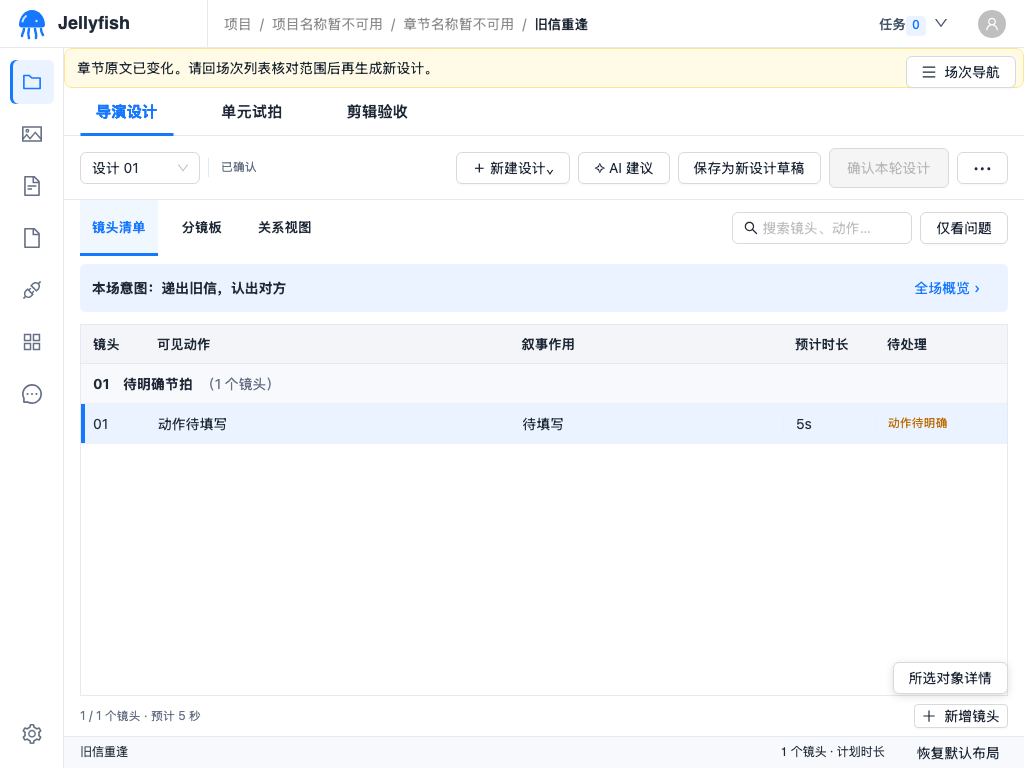 Jellyfish
项目 / 项目名称暂不可用 / 章节名称暂不可用 / 旧信重逢
任务 0
章节原文已变化。请回场次列表核对范围后再生成新设计。
场次导航
导演设计 单元试拍 剪辑验收
设计 01 已确认 + 新建设计 AI 建议 保存为新设计草稿 确认本轮设计 ···
镜头清单 分镜板 关系视图 搜索镜头、动作... 仅看问题
本场意图：递出旧信，认出对方 全场概览 ›
镜头 可见动作 叙事作用 预计时长 待处理
01 待明确节拍 （1 个镜头）
01 动作待填写 待填写 5s 动作待明确
所选对象详情
1 / 1 个镜头 · 预计 5 秒 + 新增镜头
旧信重逢 1 个镜头 · 计划时长 恢复默认布局